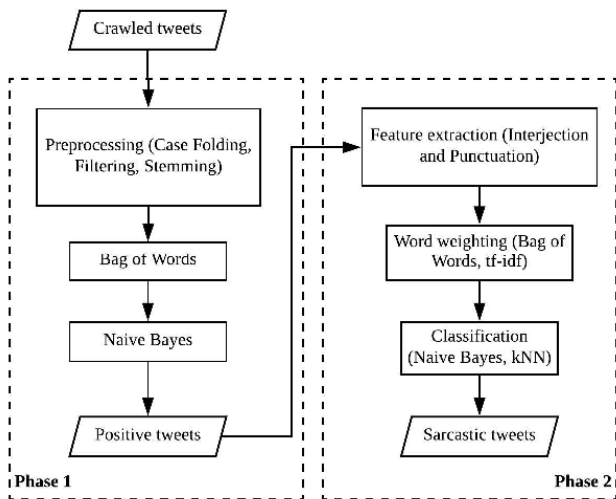 Crawled tweets
Preprocessing (Case Folding,
Filtering, Stemming)
Bag of Words
Naive Bayes
Positive tweets
Phase 1
Feature extraction (Interjection
and Punctuation)
Word weighting (Bag of
Words, tf-idf)
Classification
(Naive Bayes, kNN)
Sarcastic tweets
Phase 2